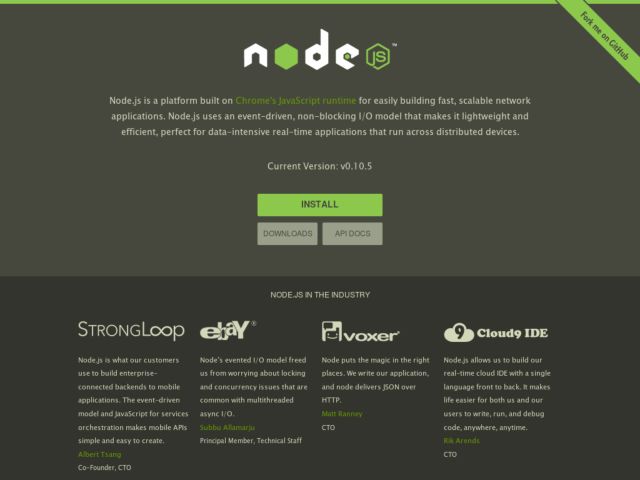 Fork me on GitHub
node JS ™
Node.js is a platform built on Chrome's JavaScript runtime for easily building fast, scalable network
applications. Node.js uses an event-driven, non-blocking I/O model that makes it lightweight and
efficient, perfect for data-intensive real-time applications that run across distributed devices.
Current Version: v0.10.5
INSTALL
DOWNLOADS API DOCS
NODE.JS IN THE INDUSTRY
STRONGLOOP
Node.js is what our customers
use to build enterprise-
connected backends to mobile
applications. The event-driven
model and JavaScript for services
orchestration makes mobile APIs
simple and easy to create.
Albert Tsang
Co-Founder, CTO
ebAY®
Node's evented I/O model freed
us from worrying about locking
and concurrency issues that are
common with multithreaded
async I/O.
Subbu Allamarju
Principal Member, Technical Staff
voxer
Node puts the magic in the right
places. We write our application,
and node delivers JSON over
HTTP.
Matt Ranney
CTO
9 Cloud9 IDE
Node.js allows us to build our
real-time cloud IDE with a single
language front to back. It makes
life easier for both us and our
users to write, run, and debug
code, anywhere, anytime.
Rik Arends
CTO